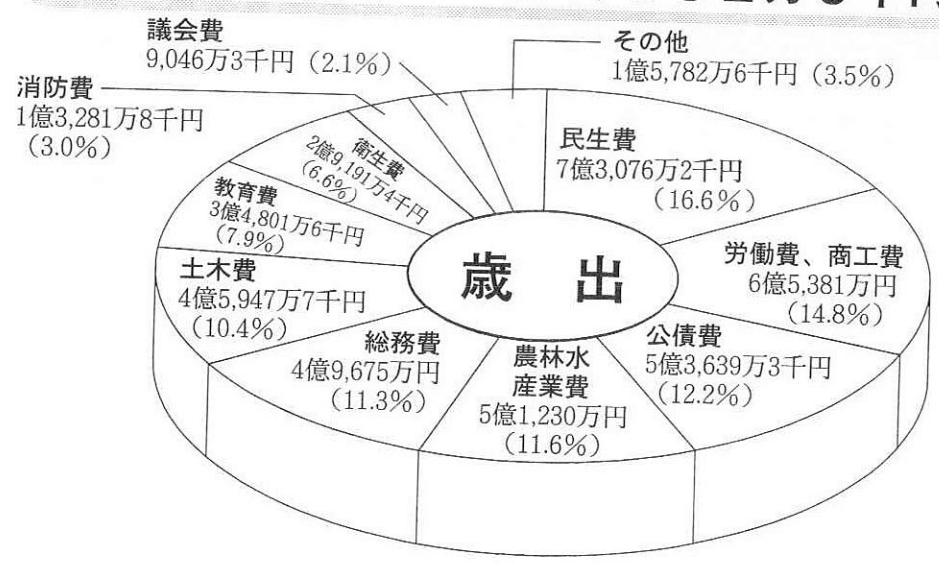 議会費
9,046万3千円（2.1%）
その他
1億5,782万6千円（3.5%）
消防費
1億3,281万8千円
（3.0%）
衛生費
2億9,191万4千円
（6.6%）
民生費
7億3,076万2千円
（16.6%）
教育費
3億4,801万6千円
（7.9%）
歳 出
労働費、商工費
6億5,381万円
（14.8%）
土木費
4億5,947万7千円
（10.4%）
総務費
4億9,675万円
（11.3%）
農林水
産業費
5億1,230万円
（11.6%）
公債費
5億3,639万3千円
（12.2%）